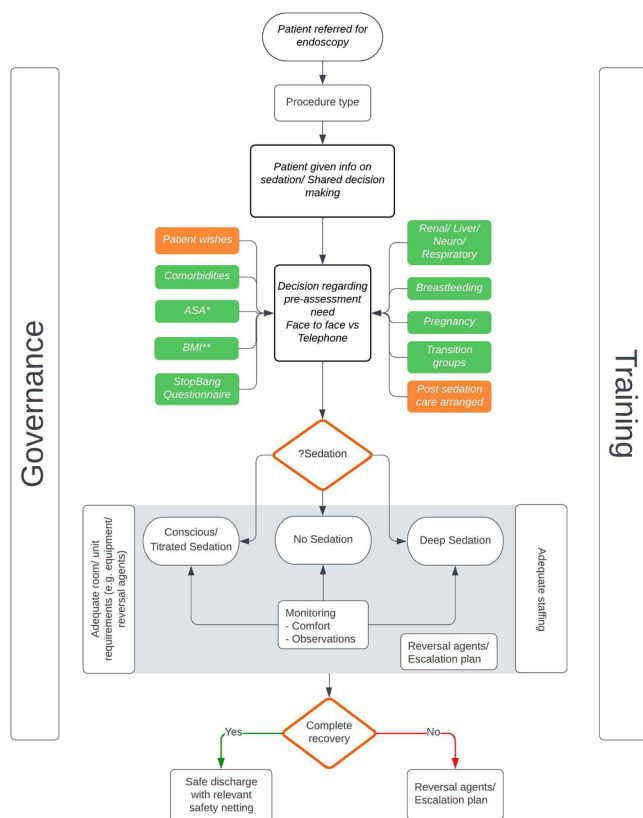 Patient referred for
endoscopy
Procedure type
Patient given info on
sedation/ Shared decision
making
Patient wishes
Comorbidities
ASA*
BMI**
StopBang
Questionnaire
Decision regarding
pre-assessment
need
Face to face vs
Telephone
Renal/ Liver/
Neuro/
Respiratory
Breastfeeding
Pregnancy
Transition
groups
Post sedation
care arranged
Governance
Training
?Sedation
Adequate room/ unit
requirements (e.g. equipment/
reversal agents)
Conscious/
Titrated Sedation
No Sedation
Deep Sedation
Adequate staffing
Monitoring
- Comfort
- Observations
Reversal agents/
Escalation plan
Complete
recovery
Yes
No
Safe discharge
with relevant
safety netting
Reversal agents/
Escalation plan